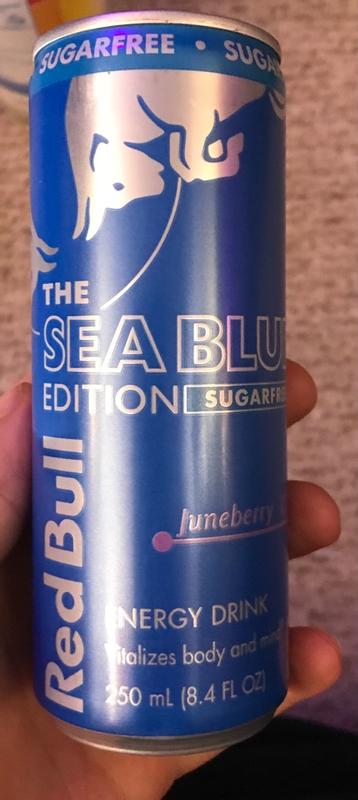 SUGARFREE • SUGA
THE
SEA BLU
EDITION SUGARFRE
Red Bull
Juneberry
ENERGY DRINK
Vitalizes body and mind
250 mL (8.4 FL OZ)